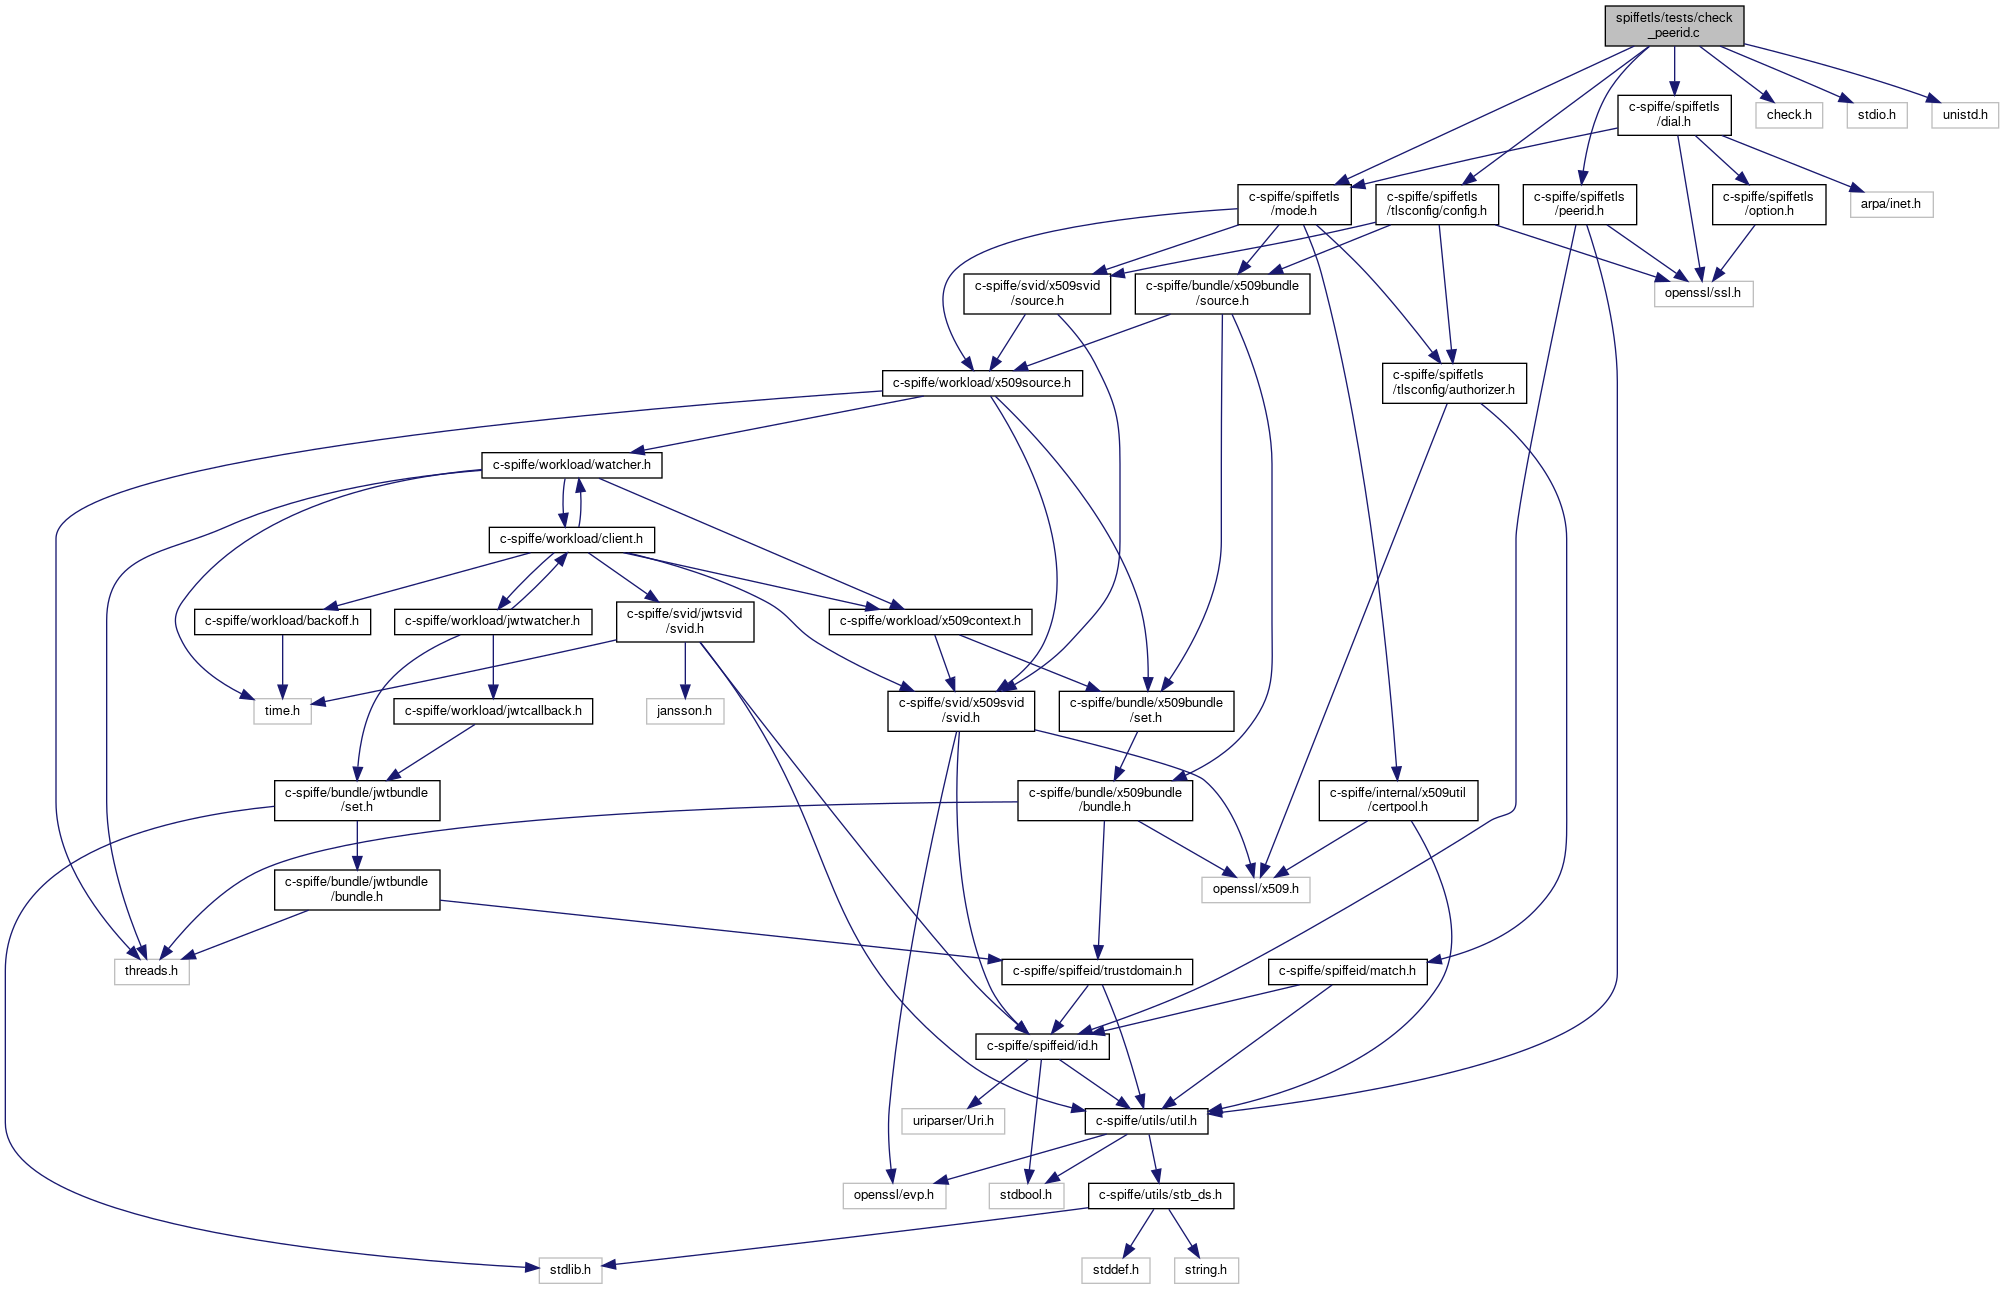 spiffetls/tests/check
_peerid.c
c-spiffe/spiffetls
/dial.h
check.h
stdio.h
unistd.h
c-spiffe/spiffetls
/mode.h
c-spiffe/spiffetls
/tlsconfig/config.h
c-spiffe/spiffetls
/peerid.h
c-spiffe/spiffetls
/option.h
arpa/inet.h
c-spiffe/svid/x509svid
/source.h
c-spiffe/bundle/x509bundle
/source.h
openssl/ssl.h
c-spiffe/workload/x509source.h
c-spiffe/spiffetls
/tlsconfig/authorizer.h
c-spiffe/workload/watcher.h
c-spiffe/workload/client.h
c-spiffe/workload/backoff.h
c-spiffe/workload/jwtwatcher.h
c-spiffe/svid/jwtsvid
/svid.h
c-spiffe/workload/x509context.h
time.h
c-spiffe/workload/jwtcallback.h
jansson.h
c-spiffe/svid/x509svid
/svid.h
c-spiffe/bundle/x509bundle
/set.h
c-spiffe/bundle/jwtbundle
/set.h
c-spiffe/bundle/x509bundle
/bundle.h
c-spiffe/internal/x509util
/certpool.h
c-spiffe/bundle/jwtbundle
/bundle.h
openssl/x509.h
threads.h
c-spiffe/spiffeid/trustdomain.h
c-spiffe/spiffeid/match.h
c-spiffe/spiffeid/id.h
uriparser/Uri.h
c-spiffe/utils/util.h
openssl/evp.h
stdbool.h
c-spiffe/utils/stb_ds.h
stdlib.h
stddef.h
string.h